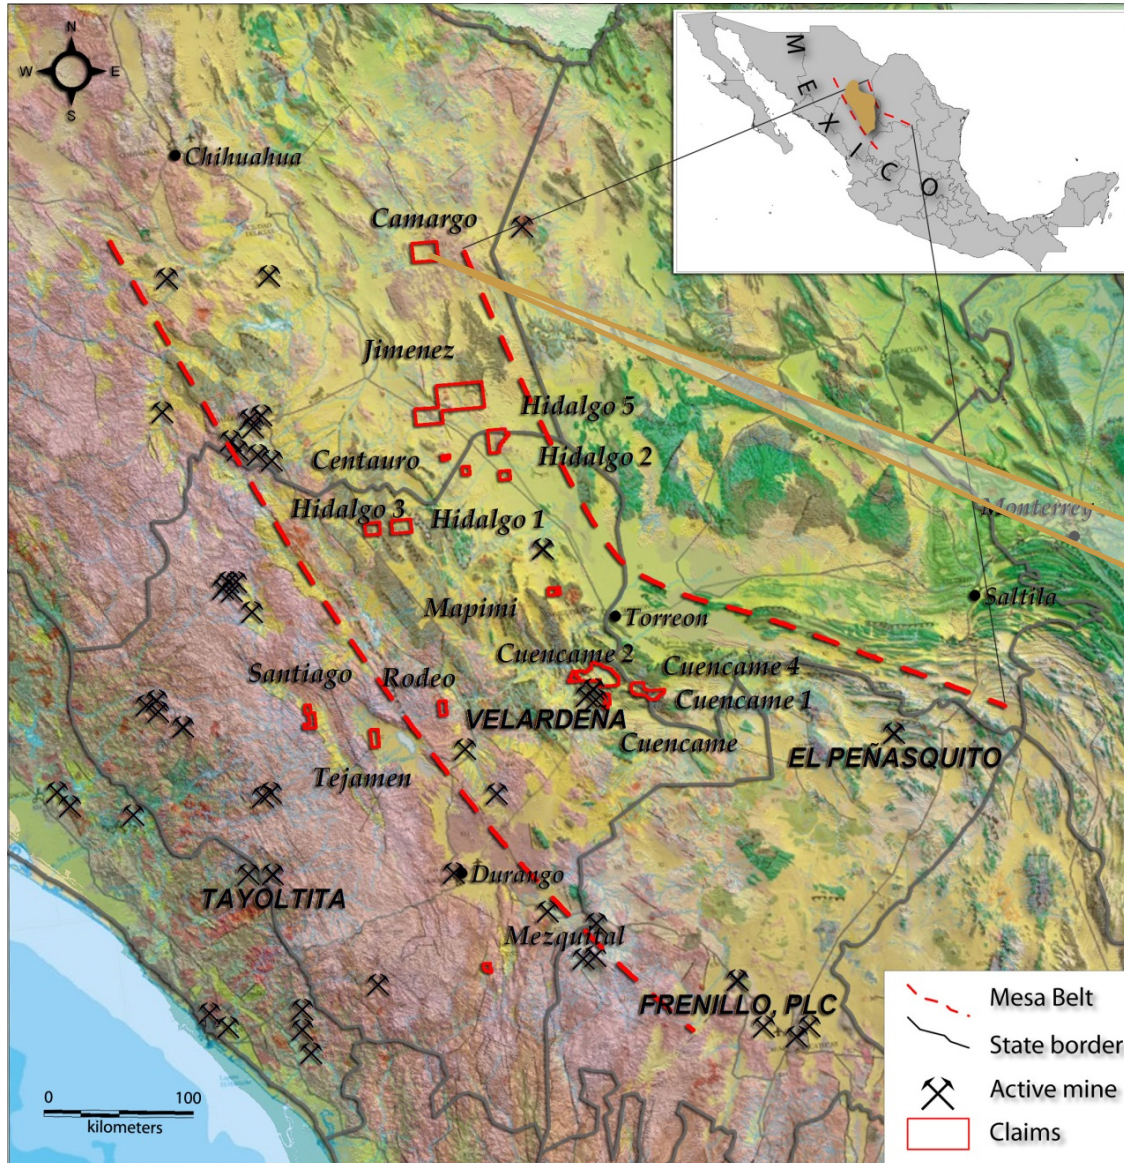 N
W E
S
M
E
X
I
C
O
Chihuahua
Camargo
Jimenez
Hidalgo 5
Centauro
Hidalgo 2
Hidalgo 3
Hidalgo 1
Monterrey
Mapimi
Torreon
Saltila
Cuencame 2
Cuencame 4
Santiago
Rodeo
Cuencame 1
VELARDEÑA
Cuencame
EL PEÑASQUITO
Tejamen
Durango
TAYOLTITA
Mezquital
FRENILLO, PLC
Mesa Belt
State border
Active mine
Claims
0 100
kilometers